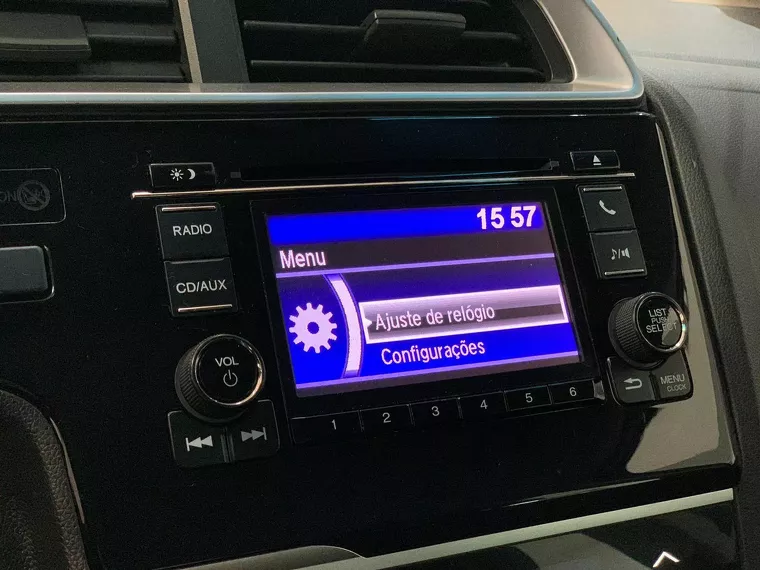 15 57
RADIO
Menu
CD/AUX
Ajuste de relógio
Configurações
VOL
LIST
PUSH
SELECT
MENU
CLOCK
1 2 3 4 5 6